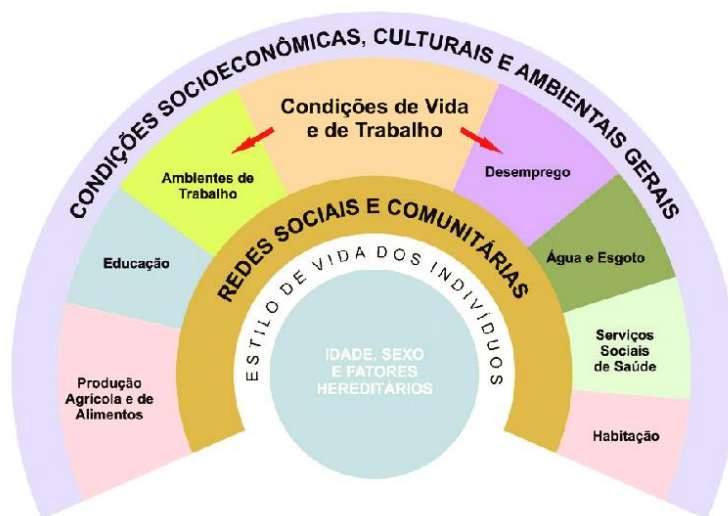 CONDIÇÕES SOCIOECONÔMICAS, CULTURAIS E AMBIENTAIS GERAIS
Condições de Vida
e de Trabalho
Ambientes de
Trabalho
Desemprego
Educação
Água e Esgoto
Produção
Agrícola e de
Alimentos
Serviços
Sociais
de Saúde
Habitação
REDES SOCIAIS E COMUNITÁRIAS
ESTILO DE VIDA DOS INDIVÍDUOS
IDADE, SEXO
E FATORES
HEREDITÁRIOS